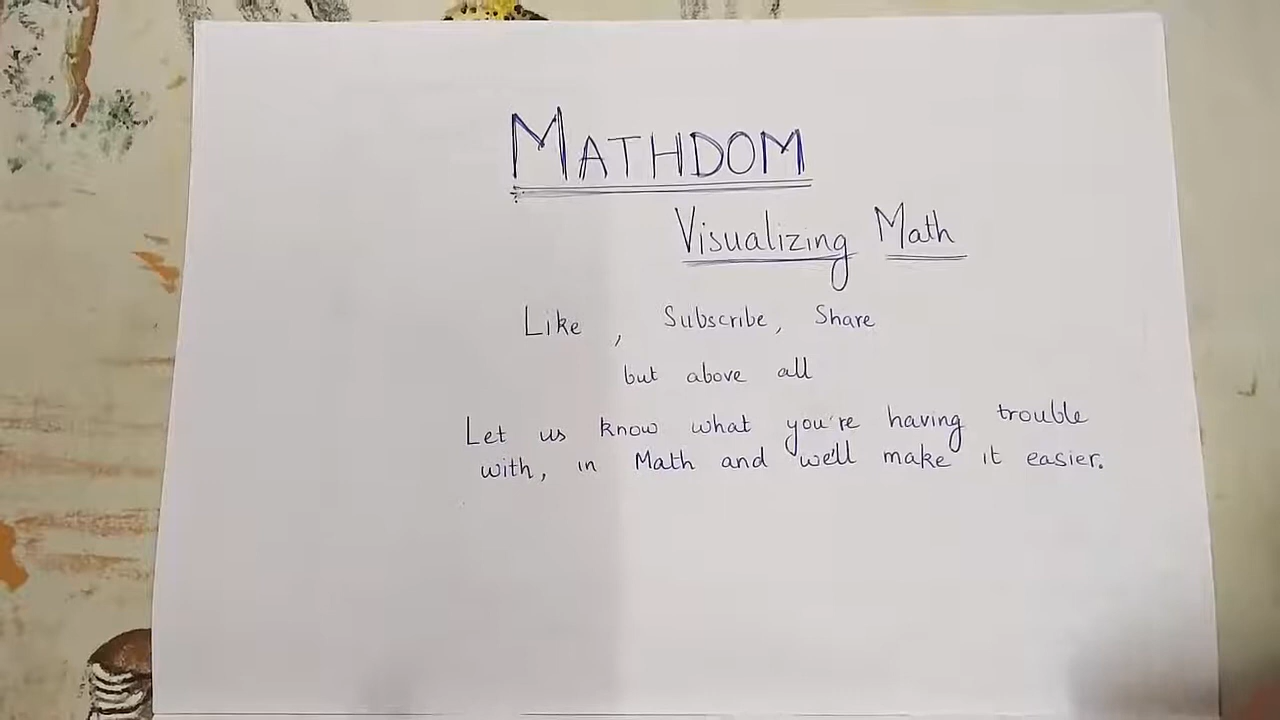 MATHDOM
Visualizing Math
Like , Subscribe, Share
but above all
Let us know what you're having trouble
with, in Math and we'll make it easier.